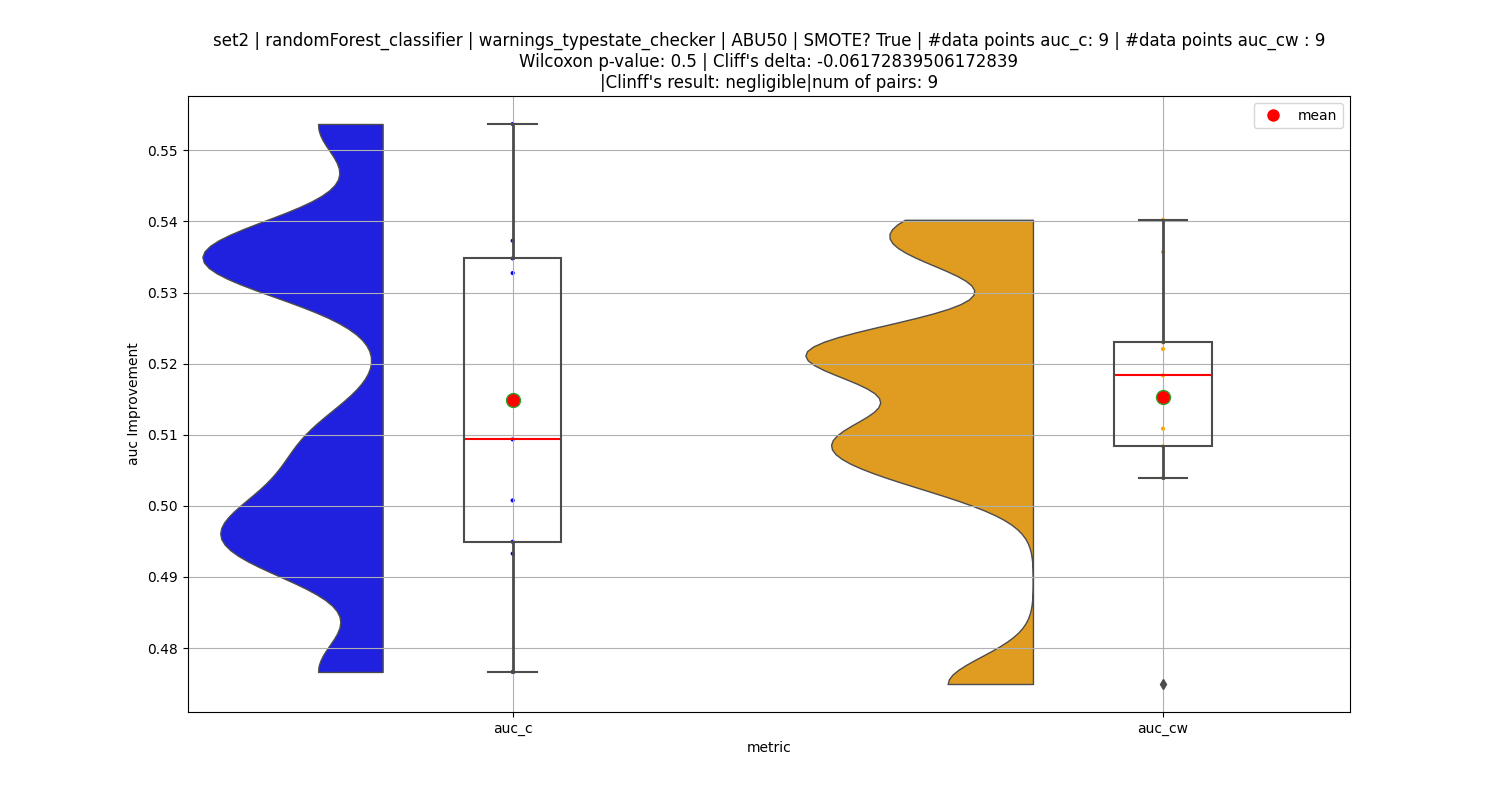 set2 | randomForest_classifier | warnings_typestate_checker | ABU50 | SMOTE? True | #data points auc_c: 9 | #data points auc_cw : 9
Wilcoxon p-value: 0.5 | Cliff's delta: -0.06172839506172839
|Clinff's result: negligible|num of pairs: 9
mean
0.55
0.54
0.53
0.52
0.51
0.50
0.49
0.48
auc Improvement
auc_c
auc_cw
metric